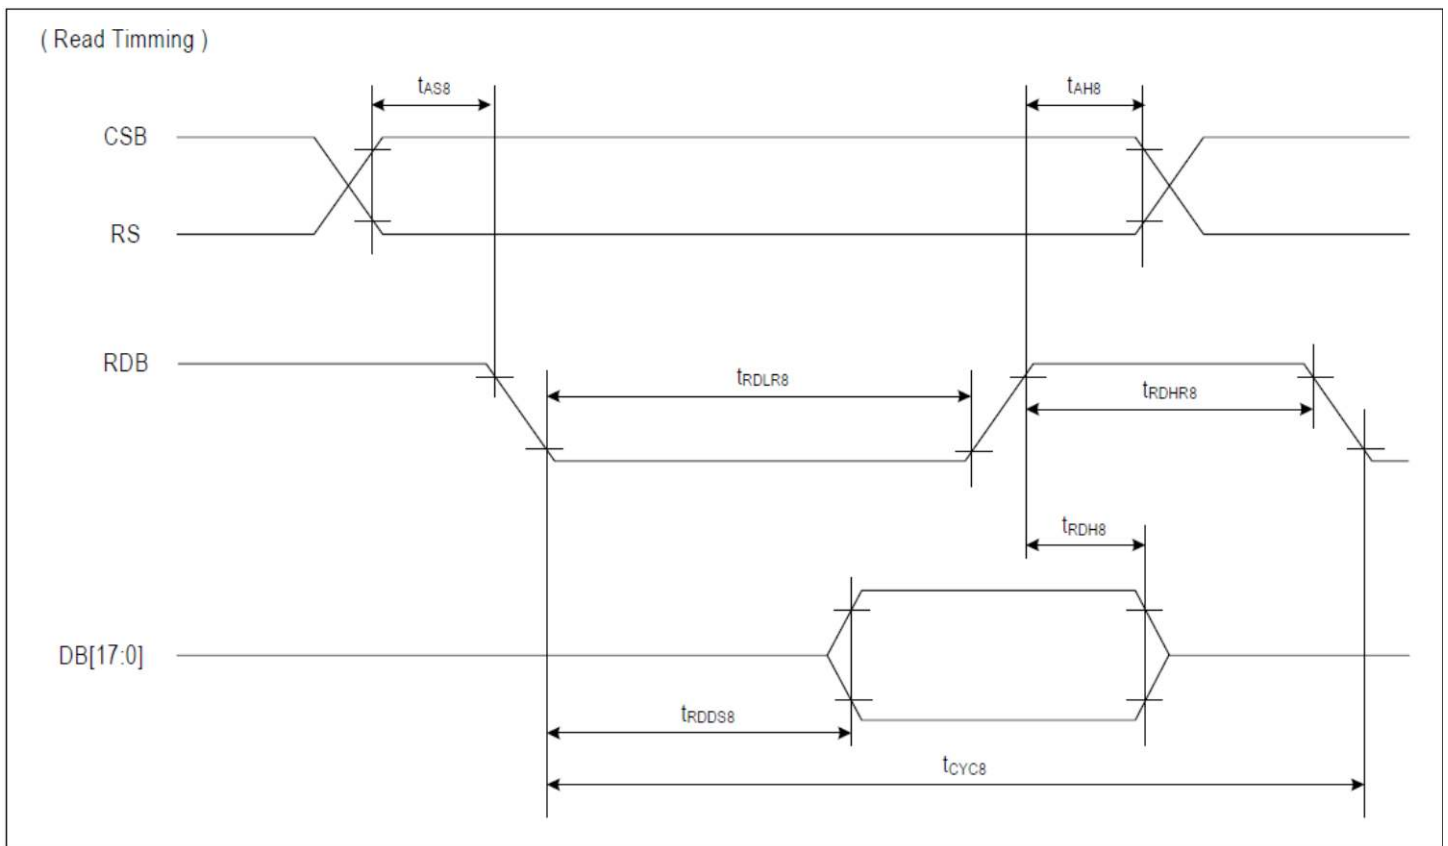 ( Read Timming )
tAS8
tAH8
CSB
RS
RDB
tRDLR8
tRDHR8
tRDH8
DB[17:0]
tRDDS8
tCYC8